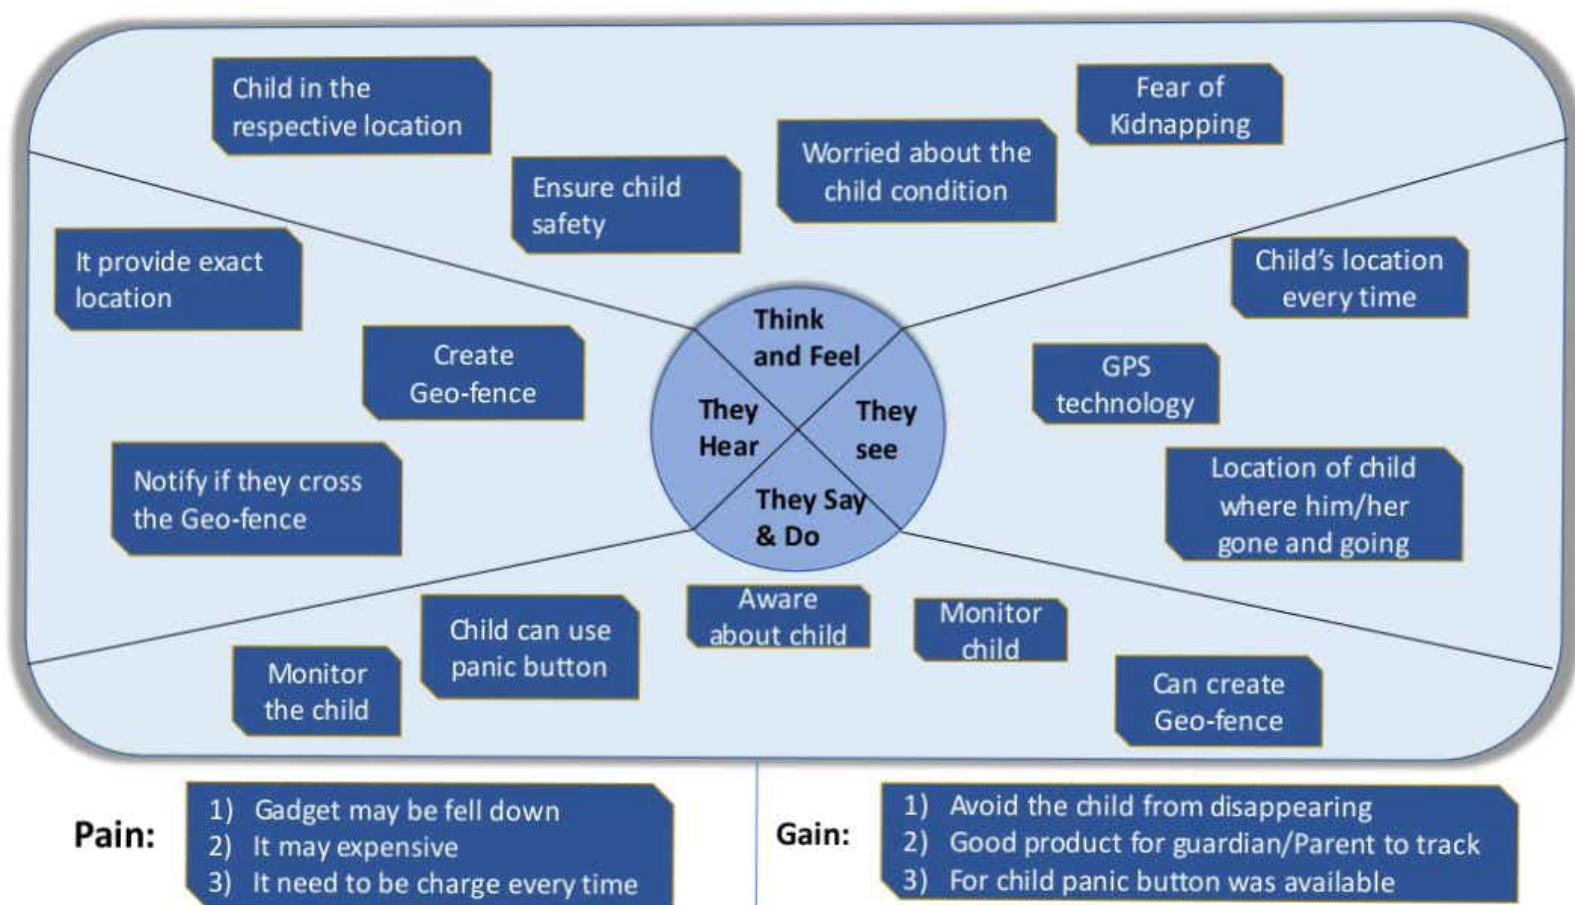 Child in the
respective location
Ensure child
safety
Worried about the
child condition
Fear of
Kidnapping
It provide exact
location
Create
Geo-fence
Notify if they cross
the Geo-fence
Think
and Feel
They
Hear
They
see
They Say
& Do
Child’s location
every time
GPS
technology
Location of child
where him/her
gone and going
Monitor
the child
Child can use
panic button
Aware
about child
Monitor
child
Can create
Geo-fence
Pain:
1) Gadget may be fell down
2) It may expensive
3) It need to be charge every time
Gain:
1) Avoid the child from disappearing
2) Good product for guardian/Parent to track
3) For child panic button was available